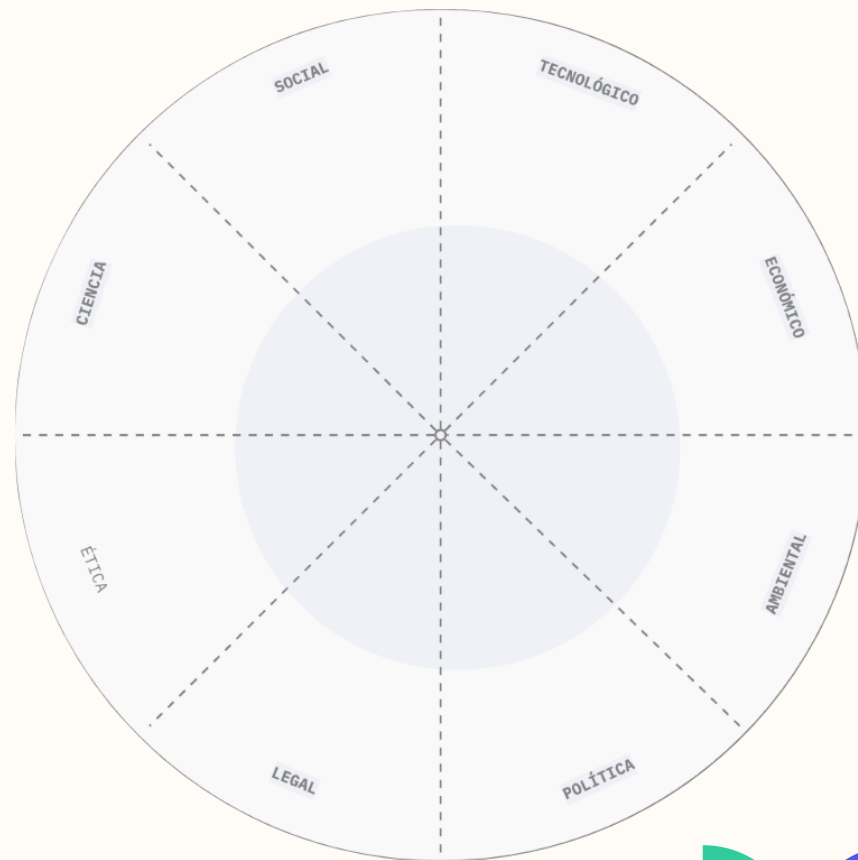 SOCIAL
TECNOLÓGICO
CIENCIA
ECONÓMICO
ÉTICA
AMBIENTAL
LEGAL
POLÍTICA